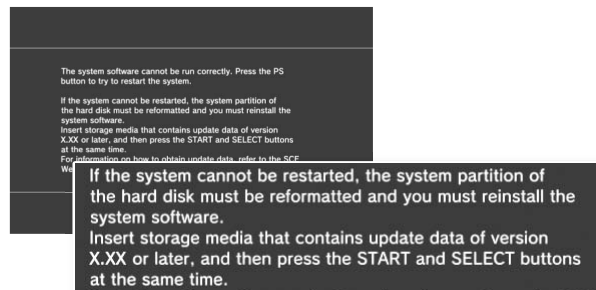 The system software cannot be run correctly. Press the PS
button to try to restart the system.
If the system cannot be restarted, the system partition of
the hard disk must be reformatted and you must reinstall the
system software.
Insert storage media that contains update data of version
X.XX or later, and then press the START and SELECT buttons
at the same time.
For information on how to obtain update data, refer to the SCE
We
If the system cannot be restarted, the system partition of
the hard disk must be reformatted and you must reinstall the
system software.
Insert storage media that contains update data of version
X.XX or later, and then press the START and SELECT buttons
at the same time.